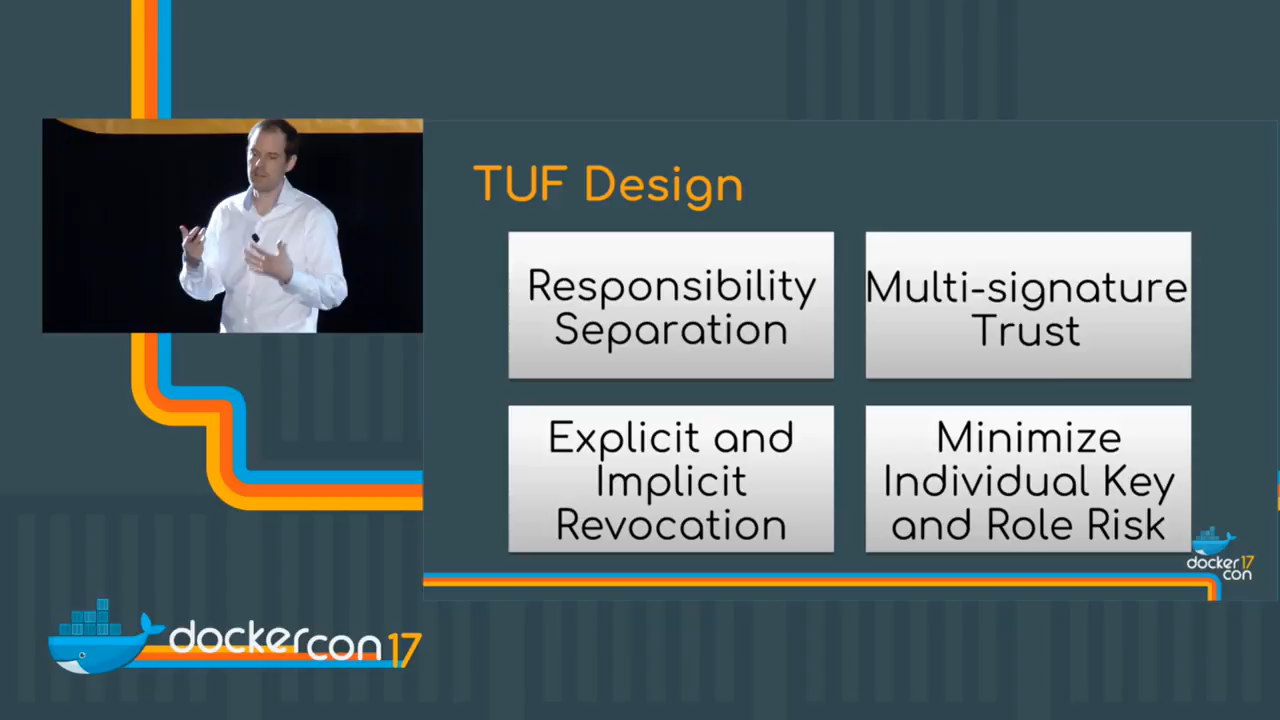 TUF Design
Responsibility
Separation
Multi-signature
Trust
Explicit and
Implicit
Revocation
Minimize
Individual Key
and Role Risk
docker17
con
dockercon17